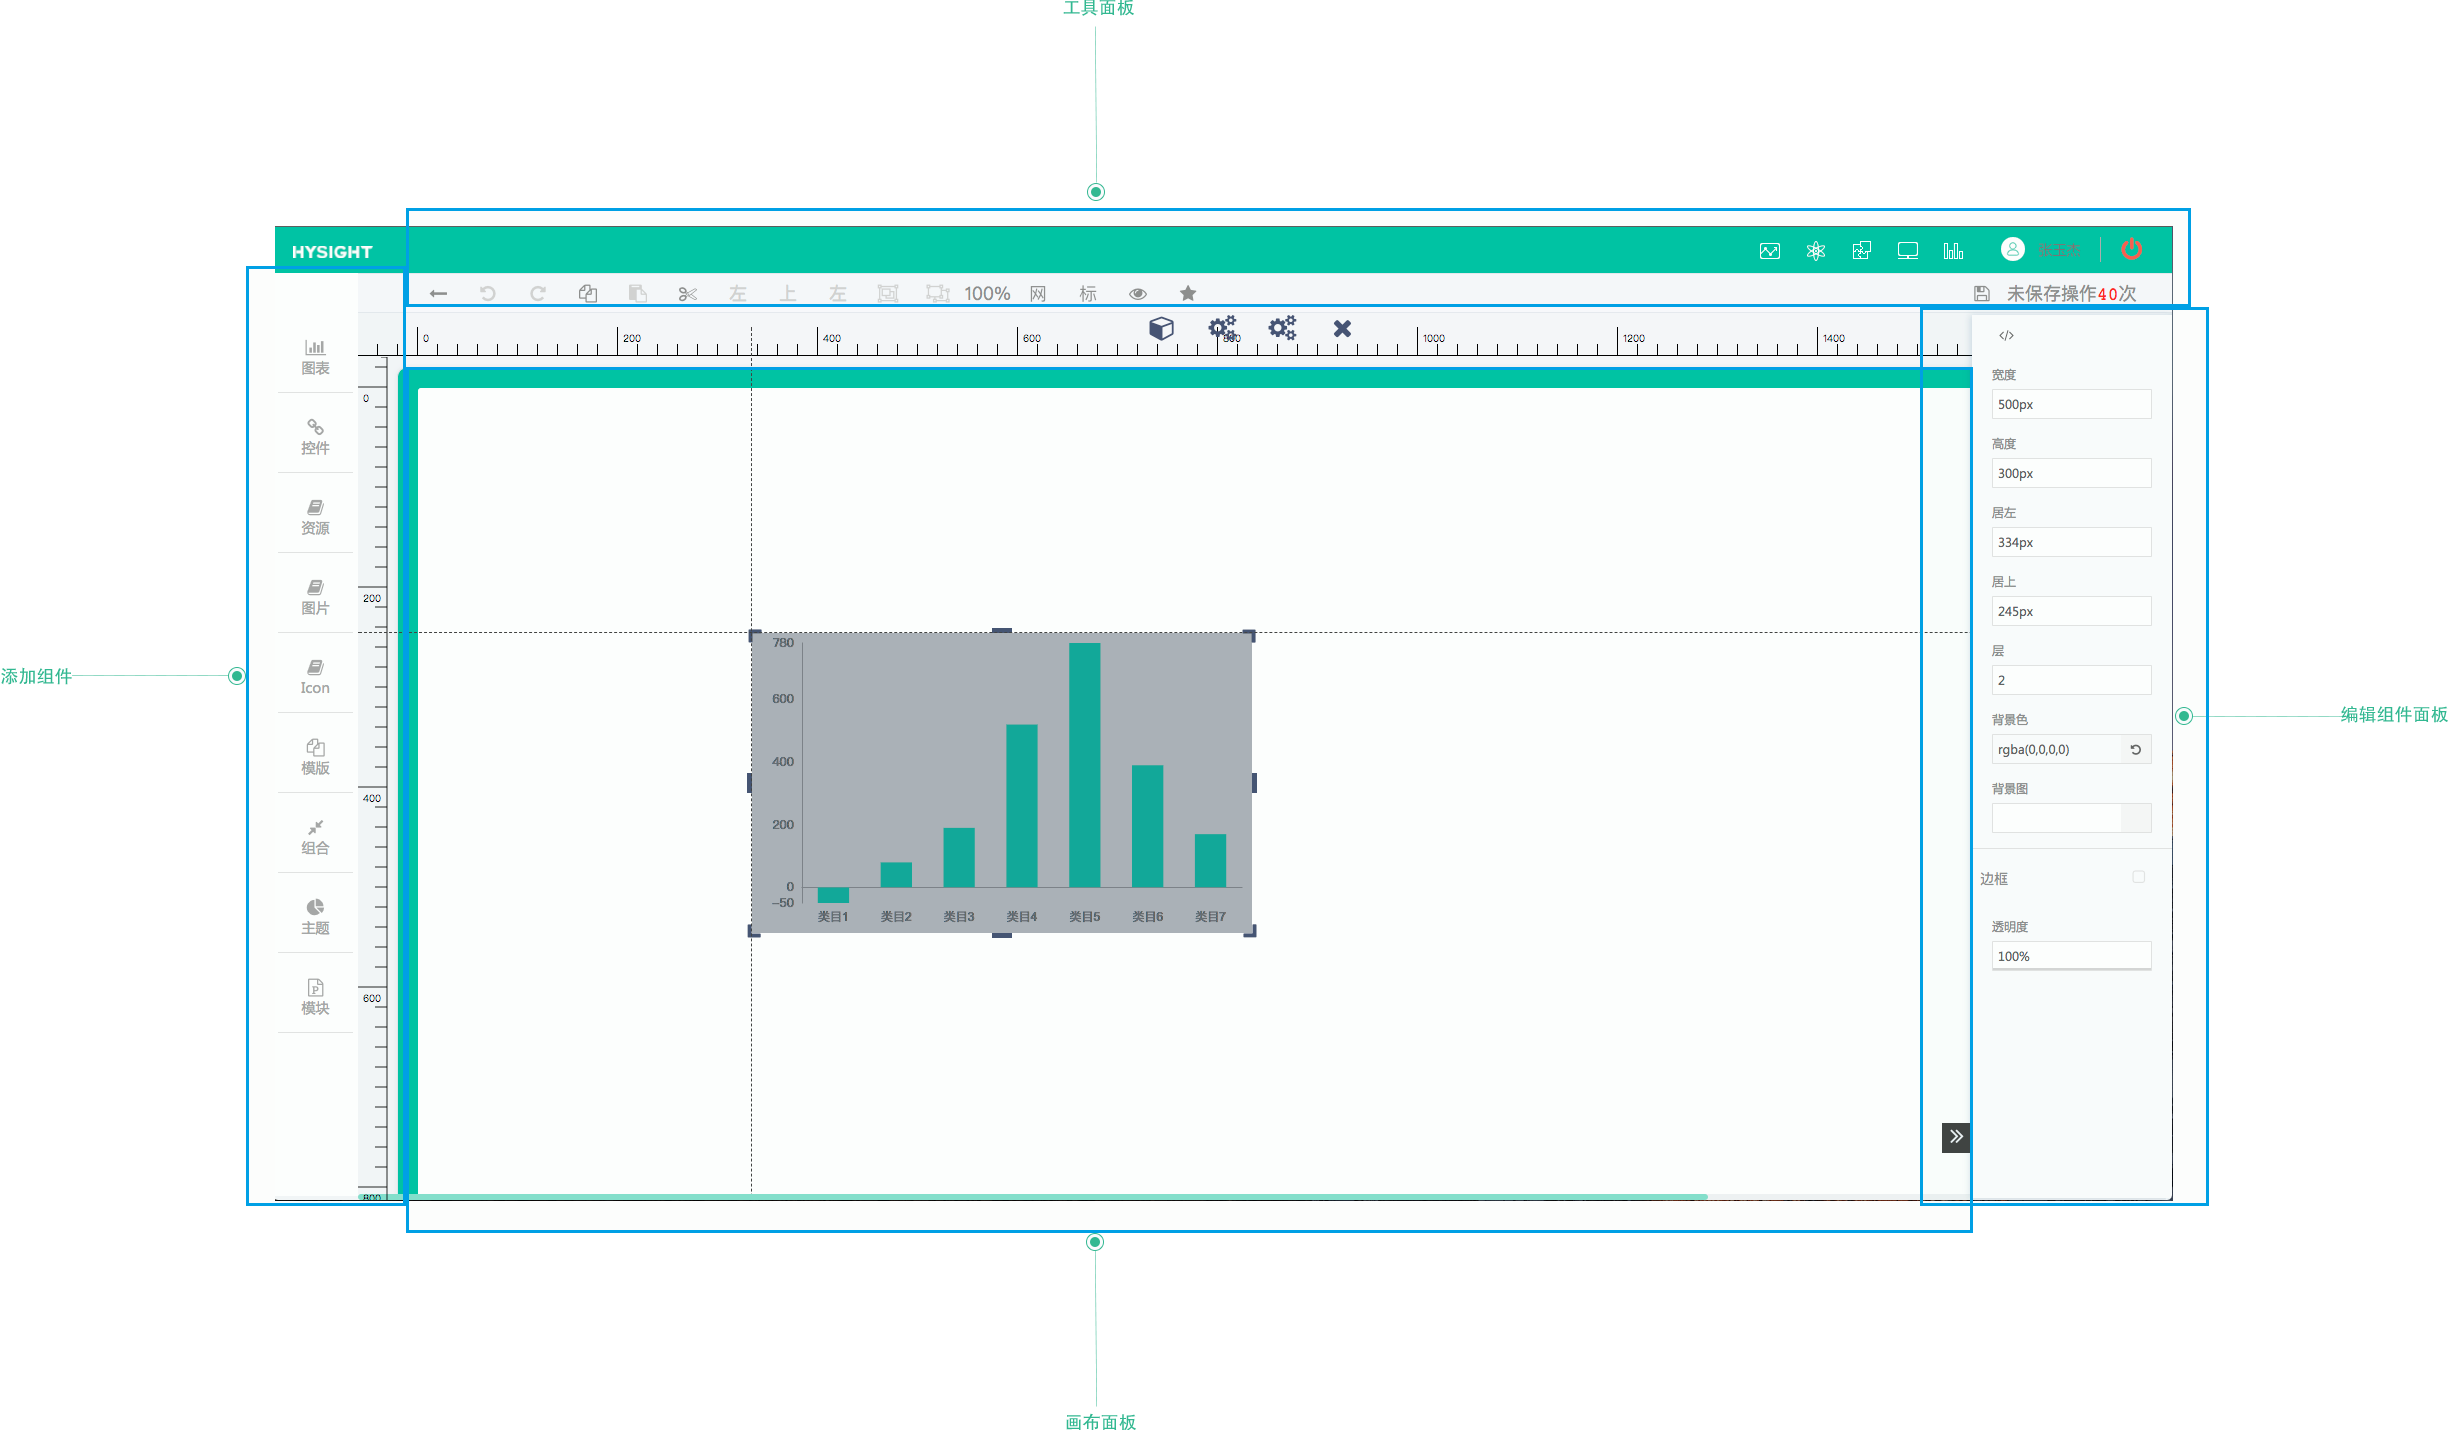 工具面板
HYSIGHT
100% 网 标
左 上 左
未保存操作40次
0 200 400 600 800 1000 1200 1400
0
200
400
600
800
图表
控件
资源
图片
Icon
模版
组合
主题
模块
添加组件
780
600
400
200
0
-50
类目1 类目2 类目3 类目4 类目5 类目6 类目7
</>
宽度
500px
高度
300px
居左
334px
居上
245px
层
2
背景色
rgba(0,0,0,0)
背景图
边框
透明度
100%
编辑组件面板
画布面板